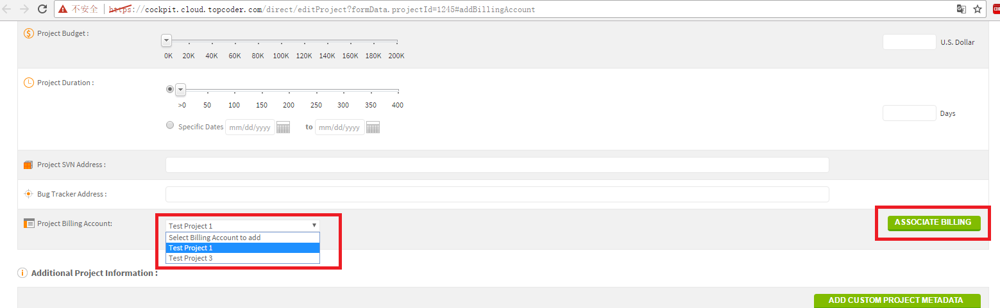 不安全 https://cockpit.cloud.topcoder.com/direct/editProject?formData.projectId=1245#addBillingAccount
Project Budget :
0K 20K 40K 60K 80K 100K 120K 140K 160K 180K 200K
U.S. Dollar
Project Duration :
>0 50 100 150 200 250 300 350 400
Days
Specific Dates mm/dd/yyyy to mm/dd/yyyy
Project SVN Address :
Bug Tracker Address :
Project Billing Account:
Test Project 1
ASSOCIATE BILLING
Select Billing Account to add
Test Project 1
Test Project 3
Additional Project Information :
ADD CUSTOM PROJECT METADATA